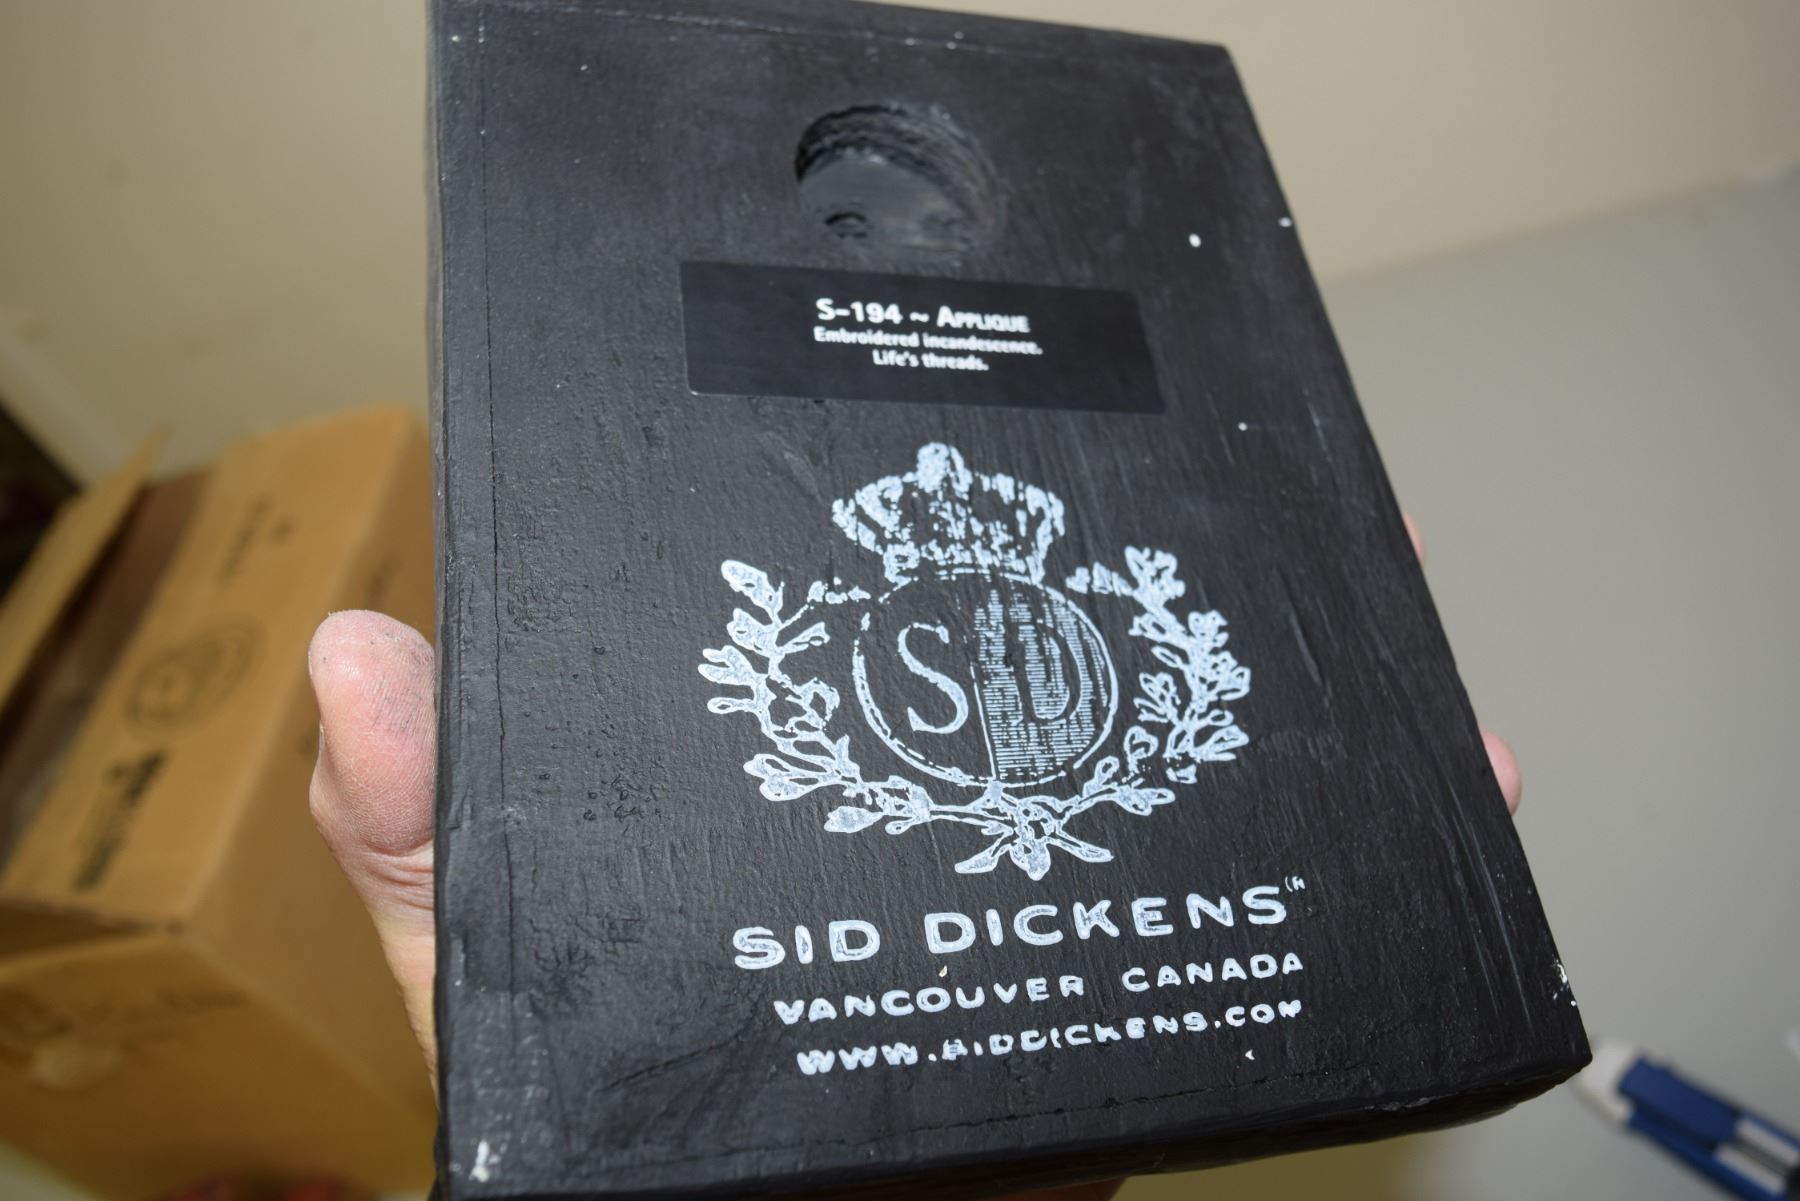 S-194 ~ APPLIQUE
Embroidered incandescence.
Life's threads.
SD
SID DICKENS
VANCOUVER CANADA
WWW.SIDDICKENS.COM